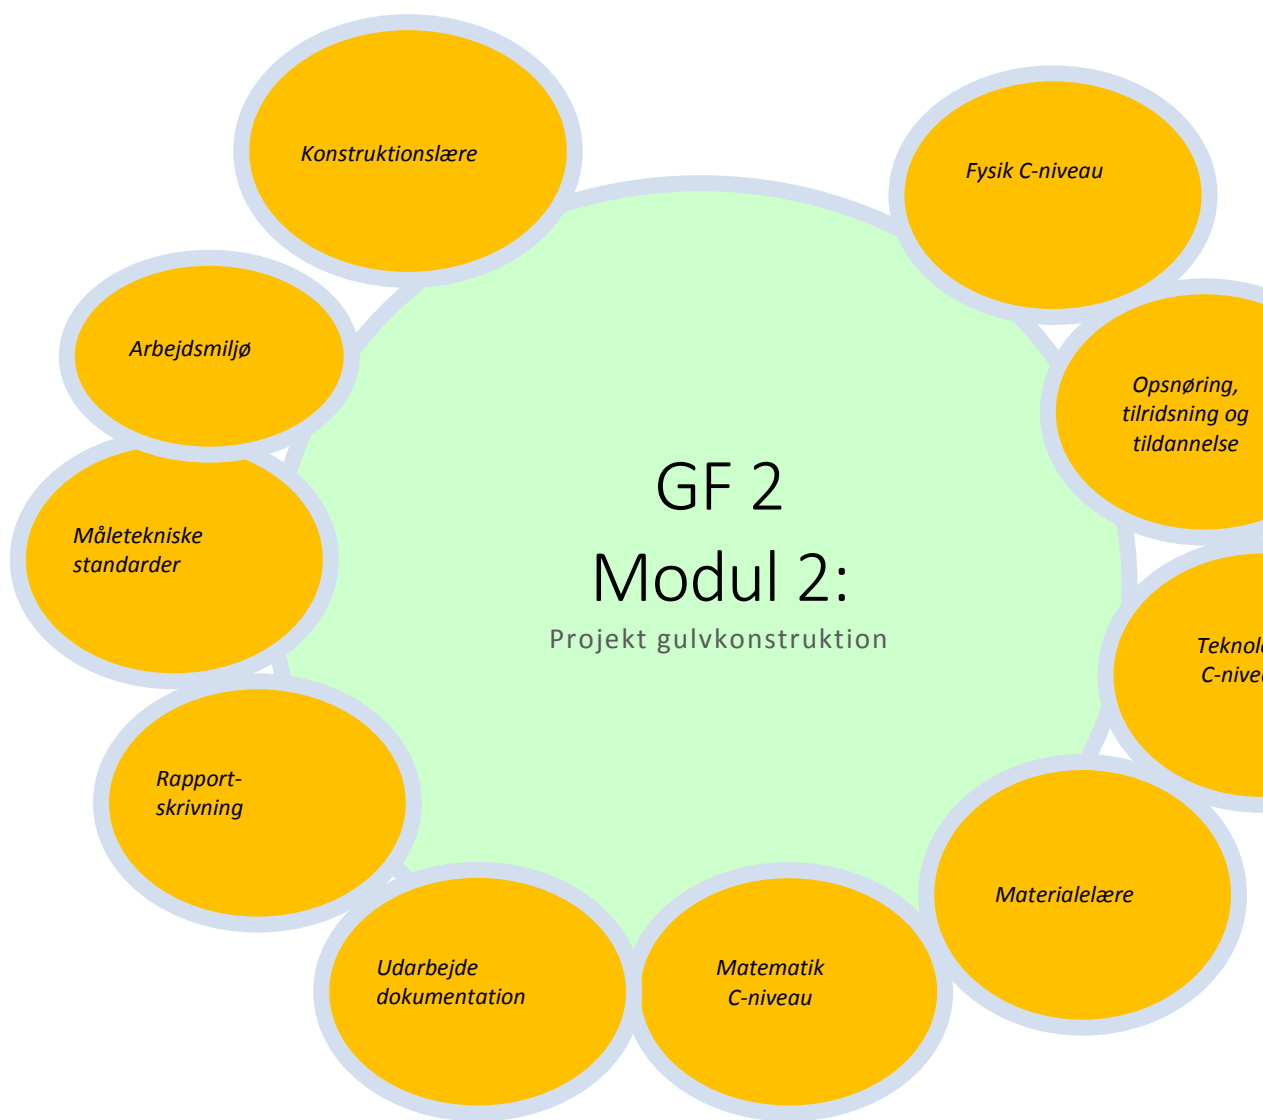 Konstruktionslære
Fysik C-niveau
Arbejdsmiljø
Opsnøring,
tilridsning og
tildannelse
GF 2
Modul 2:
Projekt gulvkonstruktion
Måletekniske
standarder
Rapport-
skrivning
Materialelære
Udarbejde
dokumentation
Matematik
C-niveau